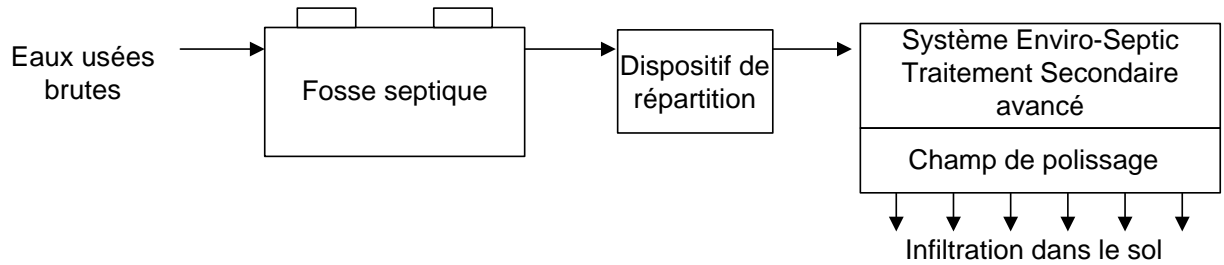 Eaux usées
brutes
Fosse septique
Dispositif de
répartition
Système Enviro-Septic
Traitement Secondaire
avancé
Champ de polissage
Infiltration dans le sol